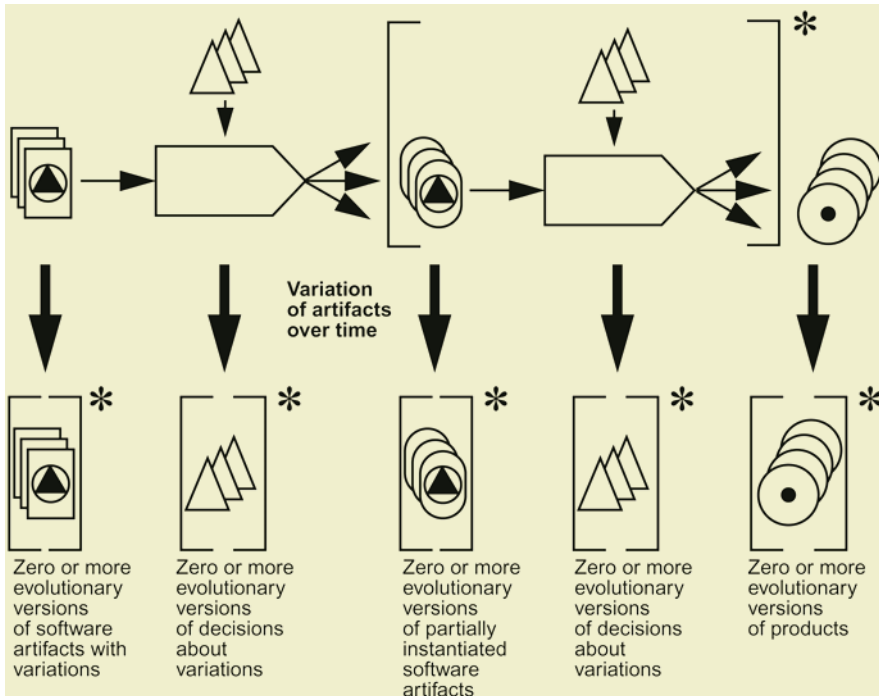 *
Variation
of artifacts
over time
*
*
*
*
*
Zero or more
evolutionary
versions
of software
artifacts with
variations
Zero or more
evolutionary
versions
of decisions
about
variations
Zero or more
evolutionary
versions
of partially
instantiated
software
artifacts
Zero or more
evolutionary
versions
of decisions
about
variations
Zero or more
evolutionary
versions
of products